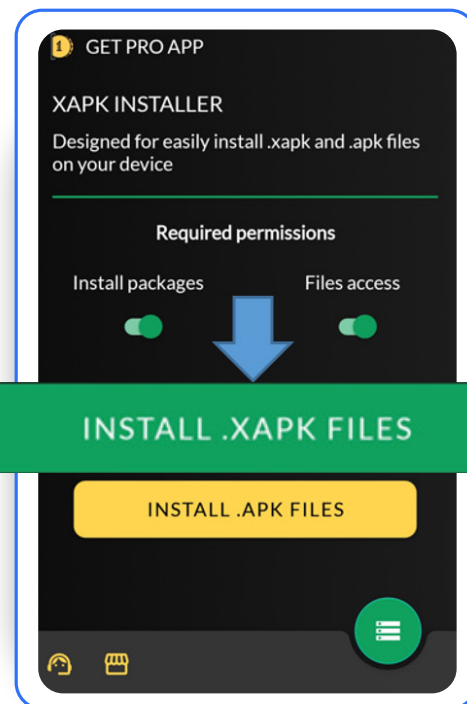 1 GET PRO APP
XAPK INSTALLER
Designed for easily install .xapk and .apk files
on your device
Required permissions
Install packages Files access
INSTALL .XAPK FILES
INSTALL .APK FILES